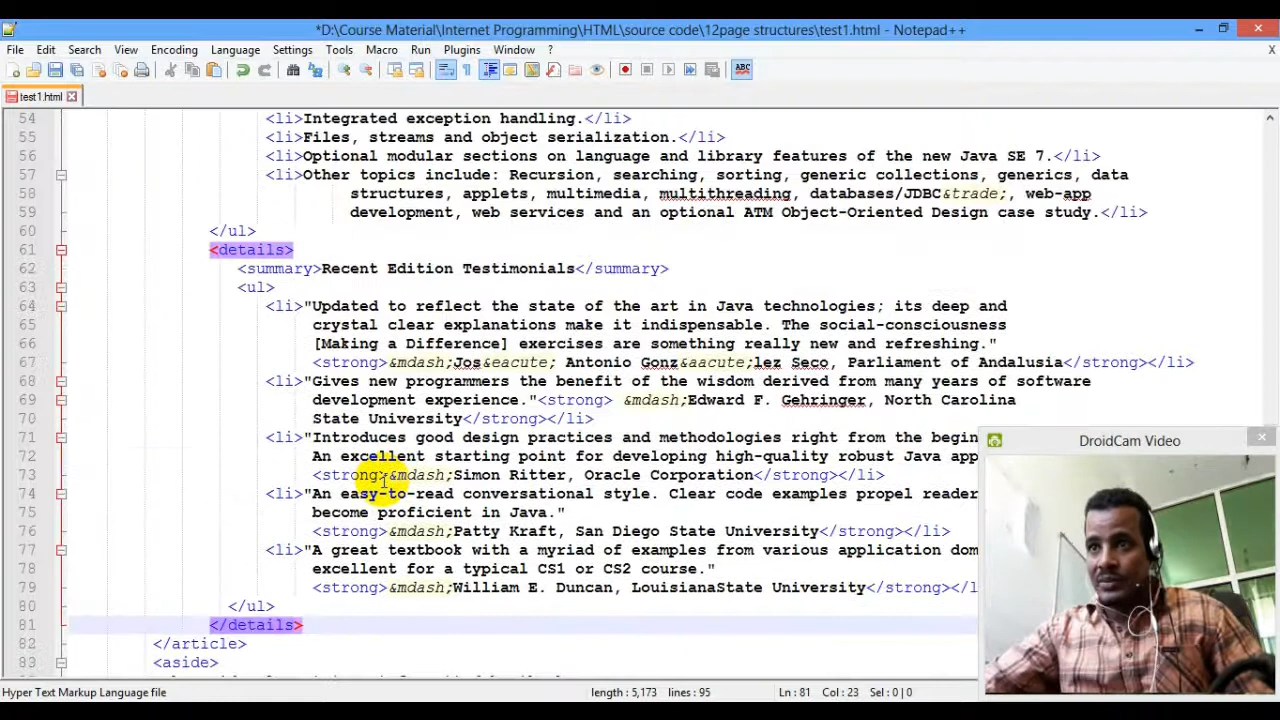 *D:\Course Material\Internet Programming\HTML\source code\12page structures\test1.html - Notepad++
File Edit Search View Encoding Language Settings Tools Macro Run Plugins Window ? X
test1.html
54 <li>Integrated exception handling.</li>
55 <li>Files, streams and object serialization.</li>
56 <li>Optional modular sections on language and library features of the new Java SE 7.</li>
57 <li>Other topics include: Recursion, searching, sorting, generic collections, generics, data
58 structures, applets, multimedia, multithreading, databases/JDBC&trade;, web-app
59 development, web services and an optional ATM Object-Oriented Design case study.</li>
60 </ul>
61 <details>
62 <summary>Recent Edition Testimonials</summary>
63 <ul>
64 <li>"Updated to reflect the state of the art in Java technologies; its deep and
65 crystal clear explanations make it indispensable. The social-consciousness
66 [Making a Difference] exercises are something really new and refreshing."
67 <strong>&mdash;Jos&eacute; Antonio Gonz&aacute;lez Seco, Parliament of Andalusia</strong></li>
68 <li>"Gives new programmers the benefit of the wisdom derived from many years of software
69 development experience."<strong> &mdash;Edward F. Gehringer, North Carolina
70 State University</strong></li>
71 <li>"Introduces good design practices and methodologies right from the begin
72 An excellent starting point for developing high-quality robust Java app
73 <strong>&mdash;Simon Ritter, Oracle Corporation</strong></li>
74 <li>"An easy-to-read conversational style. Clear code examples propel reader
75 become proficient in Java."
76 <strong>&mdash;Patty Kraft, San Diego State University</strong></li>
77 <li>"A great textbook with a myriad of examples from various application dom
78 excellent for a typical CS1 or CS2 course."
79 <strong>&mdash;William E. Duncan, LouisianaState University</strong></l
80 </ul>
81 </details>
82 </article>
83 <aside>
DroidCam Video
Hyper Text Markup Language file length : 5,173 lines : 95 Ln : 81 Col : 23 Sel : 0 | 0